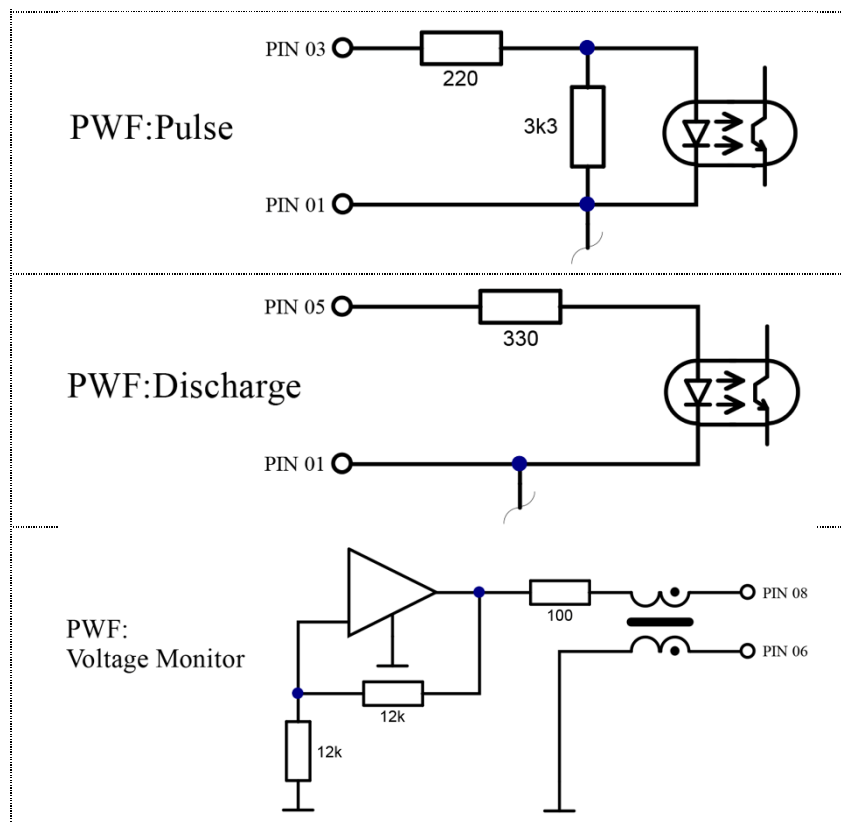 PIN 03
220
3k3
PWF:Pulse
PIN 01
PIN 05
330
PWF:Discharge
PIN 01
PIN 08
100
PWF:
Voltage Monitor
PIN 06
12k
12k